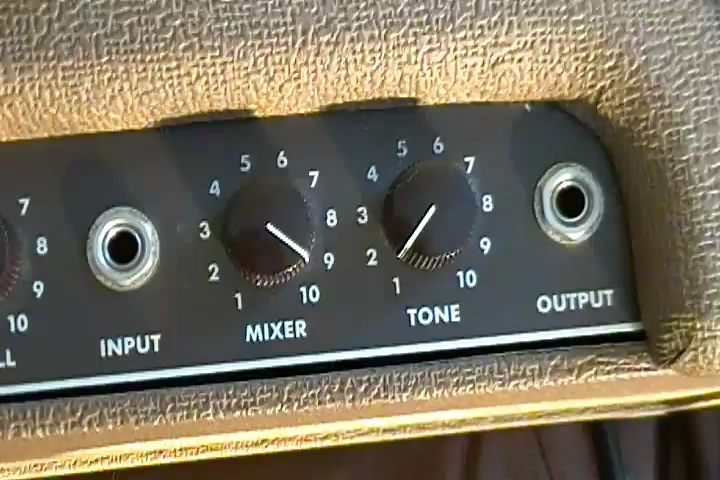 7
8
9
10
LL
INPUT
1 2 3 4 5 6 7 8 9 10
MIXER
1 2 3 4 5 6 7 8 9 10
TONE
OUTPUT